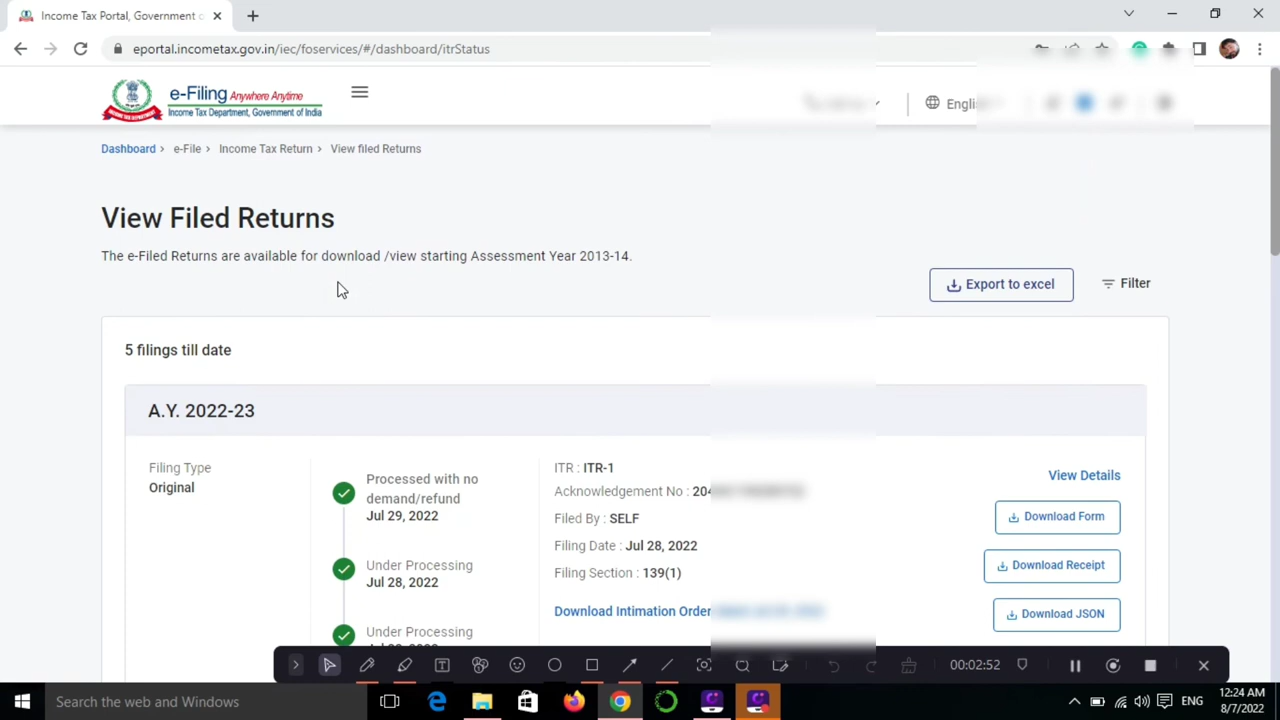 Income Tax Portal, Government
eportal.incometax.gov.in/iec/foservices/#/dashboard/itrStatus
e-Filing Anywhere Anytime
Income Tax Department, Government of India
Dashboard > e-File > Income Tax Return > View filed Returns
View Filed Returns
The e-Filed Returns are available for download /view starting Assessment Year 2013-14.
Export to excel
Filter
5 filings till date
A.Y. 2022-23
Filing Type
Original
Processed with no
demand/refund
Jul 29, 2022
Under Processing
Jul 28, 2022
Under Processing
ITR : ITR-1
Acknowledgement No :
Filed By : SELF
Filing Date : Jul 28, 2022
Filing Section : 139(1)
Download Intimation Order
View Details
Download Form
Download Receipt
Download JSON
00:02:52
Search the web and Windows
ENG
12:24 AM
8/7/2022